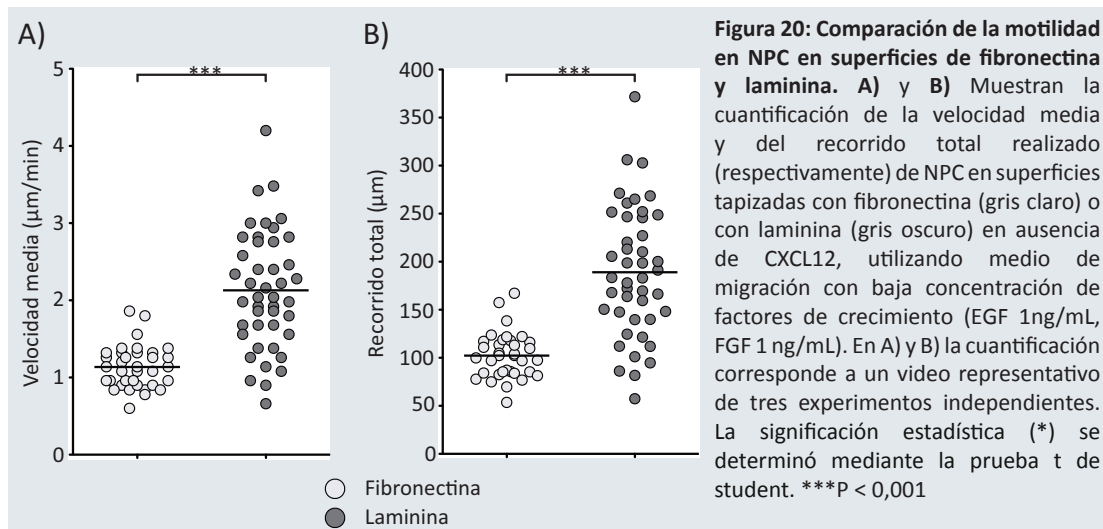 A)
***
Velocidad media (µm/min)
5
4
3
2
1
0
B)
***
Recorrido total (µm)
400
350
300
250
200
150
100
50
0
Fibronectina
Laminina
Figura 20: Comparación de la motilidad
en NPC en superficies de fibronectina
y laminina. A) y B) Muestran la
cuantificación de la velocidad media
y del recorrido total realizado
(respectivamente) de NPC en superficies
tapizadas con fibronectina (gris claro) o
con laminina (gris oscuro) en ausencia
de CXCL12, utilizando medio de
migración con baja concentración de
factores de crecimiento (EGF 1ng/mL,
FGF 1 ng/mL). En A) y B) la cuantificación
corresponde a un video representativo
de tres experimentos independientes.
La significación estadística (*) se
determinó mediante la prueba t de
student. ***P < 0,001